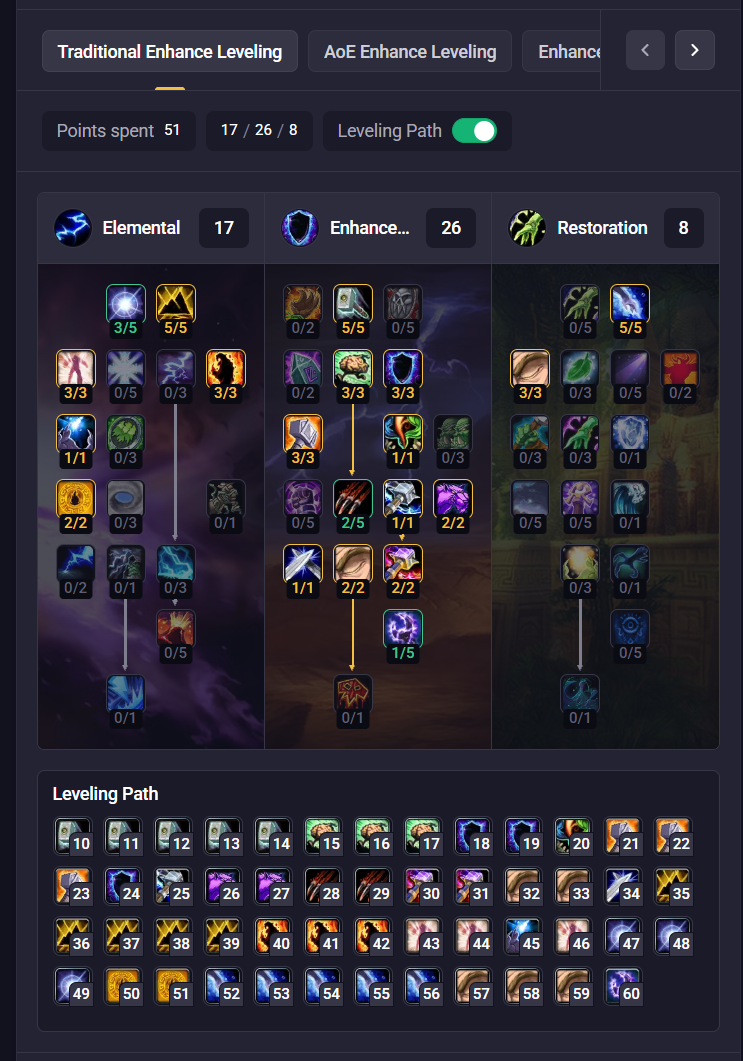 Traditional Enhance Leveling AoE Enhance Leveling Enhance
Points spent 51 17 / 26 / 8 Leveling Path
Elemental 17 Enhance... 26 Restoration 8
3/5 5/5 0/2 5/5 0/5 0/5 5/5
3/3 0/5 0/3 3/3 0/2 3/3 3/3 3/3 0/3 0/5 0/2
1/1 0/3 3/3 1/1 0/3 0/3 0/3 0/1
2/2 0/3 0/1 0/5 2/5 1/1 2/2 0/5 0/5 0/1
0/2 0/1 0/3 1/1 2/2 2/2 0/3 0/1
0/5 1/5 0/5
0/1 0/1 0/1
Leveling Path
10 11 12 13 14 15 16 17 18 19 20 21 22
23 24 25 26 27 28 29 30 31 32 33 34 35
36 37 38 39 40 41 42 43 44 45 46 47 48
49 50 51 52 53 54 55 56 57 58 59 60